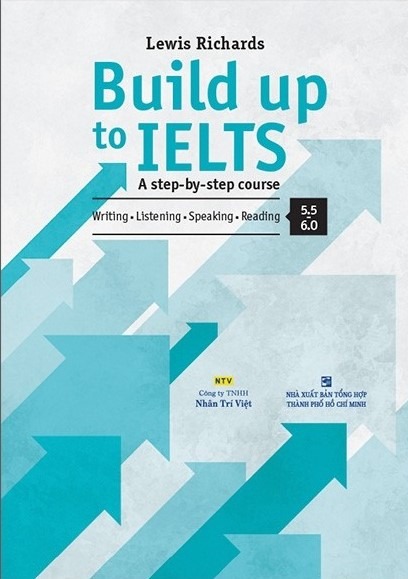 Lewis Richards
Build up
to IELTS
A step-by-step course
Writing • Listening • Speaking • Reading
5.5
-
6.0
NTV
Công ty TNHH
Nhân Trí Việt
NHÀ XUẤT BẢN TỔNG HỢP
THÀNH PHỐ HỒ CHÍ MINH